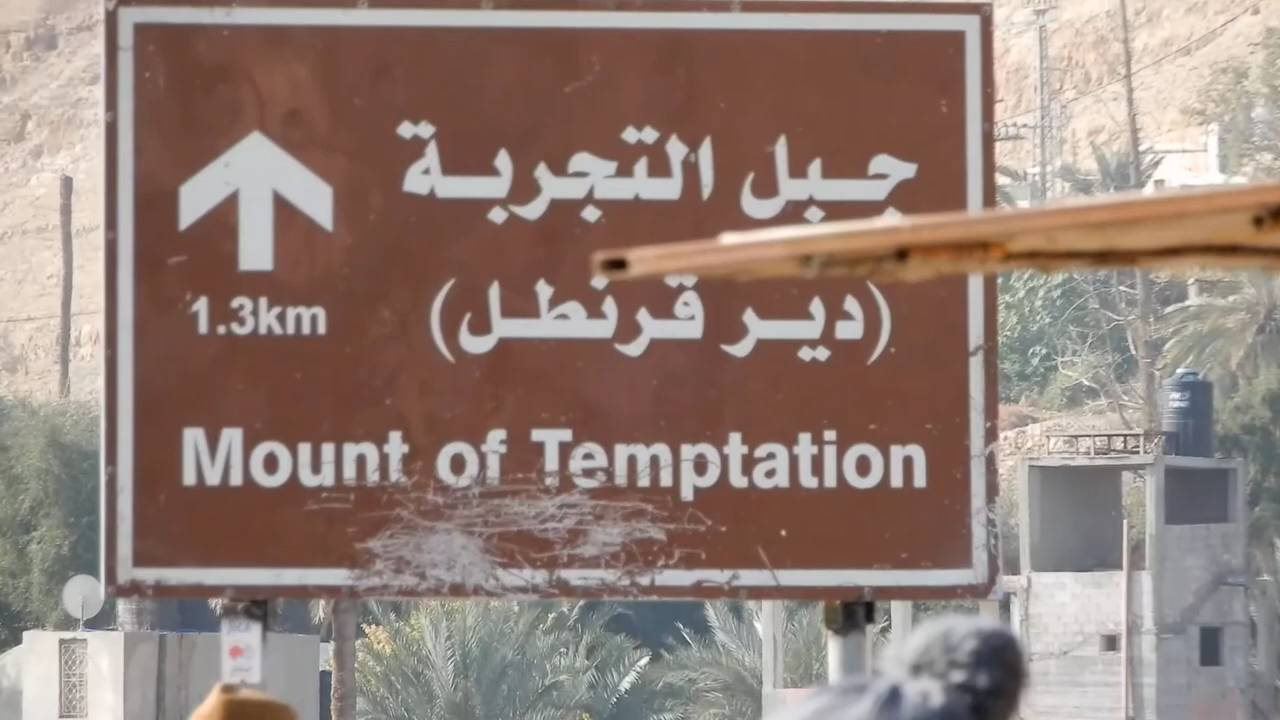 جبل التجربة
(دير قرنطل)
1.3km
Mount of Temptation